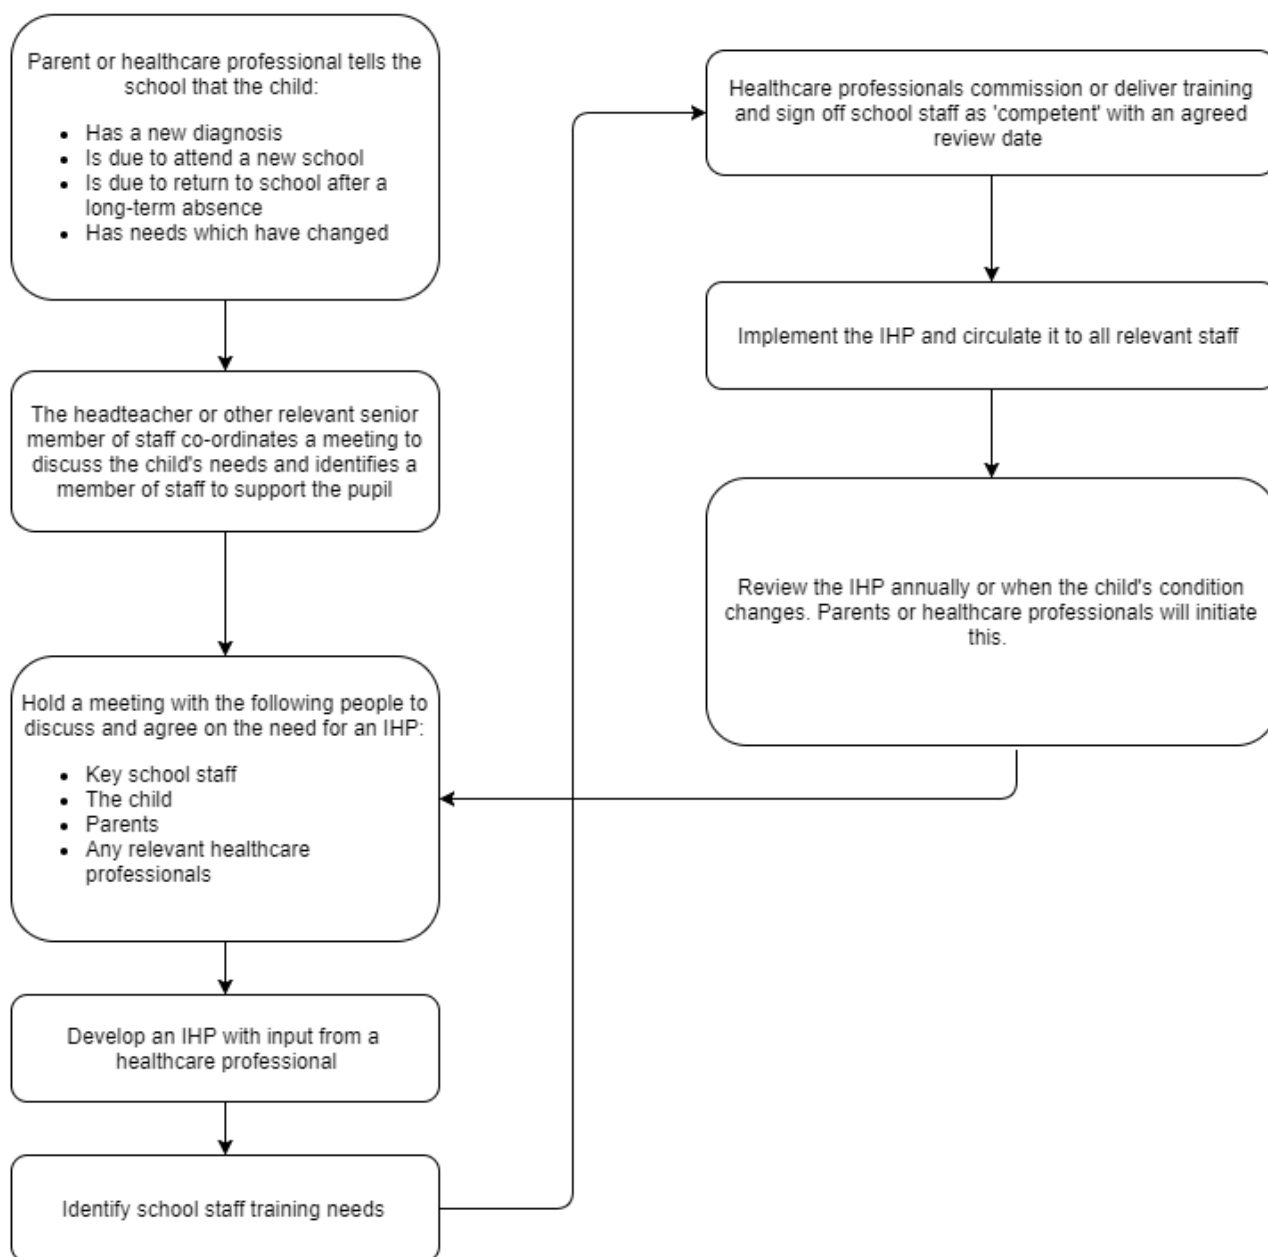 Parent or healthcare professional tells the
school that the child:
• Has a new diagnosis
• Is due to attend a new school
• Is due to return to school after a
long-term absence
• Has needs which have changed
The headteacher or other relevant senior
member of staff co-ordinates a meeting to
discuss the child's needs and identifies a
member of staff to support the pupil
Hold a meeting with the following people to
discuss and agree on the need for an IHP:
• Key school staff
• The child
• Parents
• Any relevant healthcare
professionals
Develop an IHP with input from a
healthcare professional
Identify school staff training needs
Healthcare professionals commission or deliver training
and sign off school staff as 'competent' with an agreed
review date
Implement the IHP and circulate it to all relevant staff
Review the IHP annually or when the child's condition
changes. Parents or healthcare professionals will initiate
this.